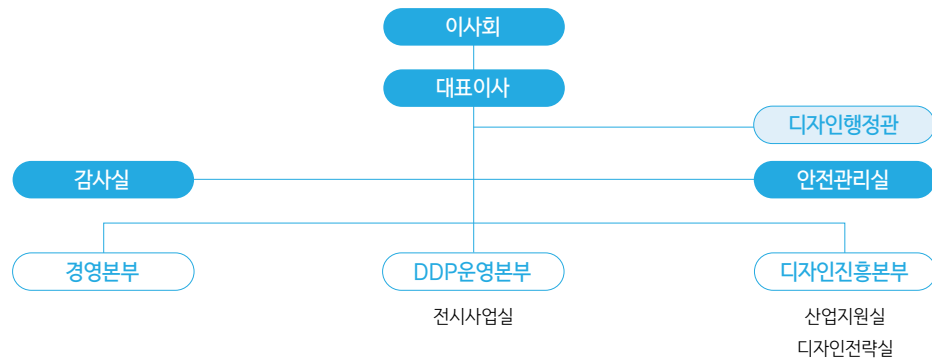 이사회
대표이사
디자인행정관
감사실
안전관리실
경영본부
DDP운영본부
디자인진흥본부
전시사업실
산업지원실
디자인전략실